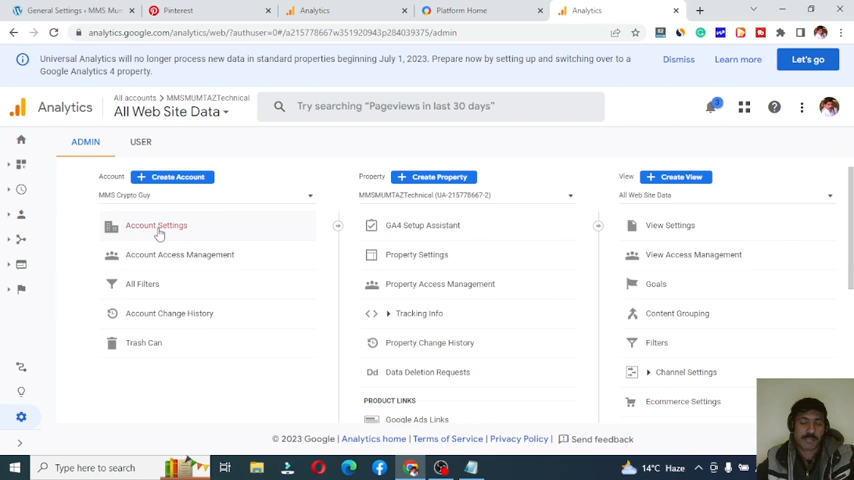 General Settings ‹ MMS Mum
Pinterest
Analytics
Platform Home
Analytics
analytics.google.com/analytics/web/?authuser=0#/a215778667w351920943p284039375/admin
Universal Analytics will no longer process new data in standard properties beginning July 1, 2023. Prepare now by setting up and switching over to a
Google Analytics 4 property.
Dismiss
Learn more
Let's go
Analytics
All accounts > MMSMUMTAZTechnical
All Web Site Data
Try searching "Pageviews in last 30 days"
3
ADMIN
USER
Account
+ Create Account
Property
+ Create Property
View
+ Create View
MMS Crypto Guy
MMSMUMTAZTechnical (UA-215778667-2)
All Web Site Data
Account Settings
GA4 Setup Assistant
View Settings
Account Access Management
Property Settings
View Access Management
All Filters
Property Access Management
Goals
Account Change History
Tracking Info
Content Grouping
Trash Can
Property Change History
Filters
Dd Data Deletion Requests
Channel Settings
PRODUCT LINKS
Ecommerce Settings
Google Ads Links
© 2023 Google | Analytics home | Terms of Service | Privacy Policy | Send feedback
Type here to search
14°C Haze